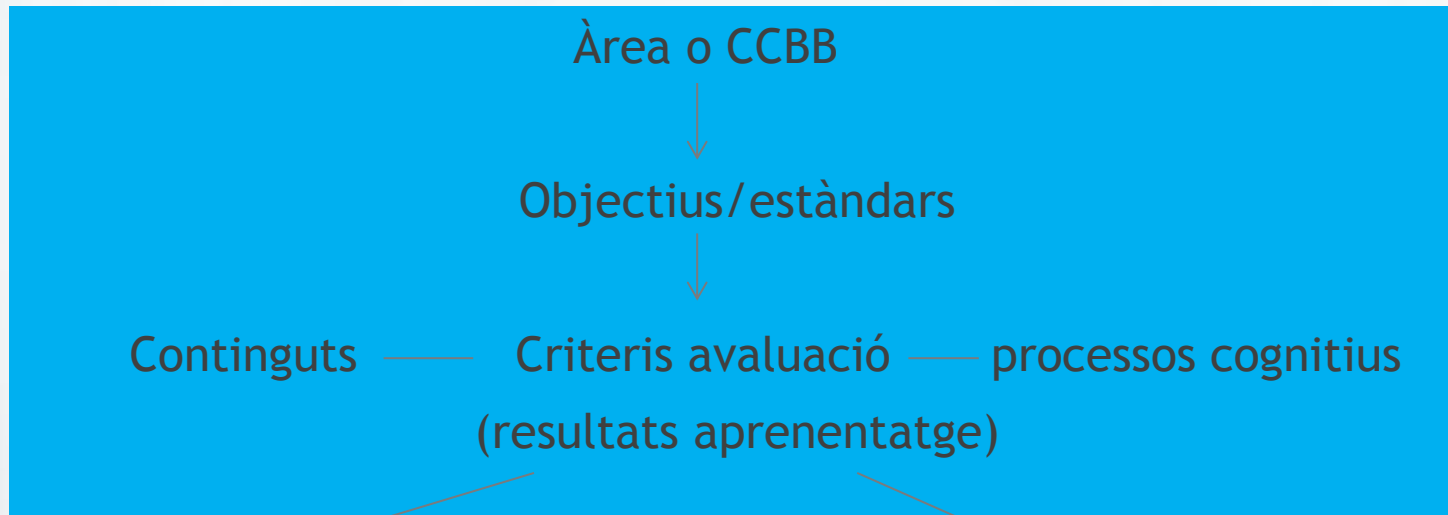 Àrea o CCBB
Objectius/estàndars
Continguts Criteris avaluació processos cognitius
(resultats aprenentatge)